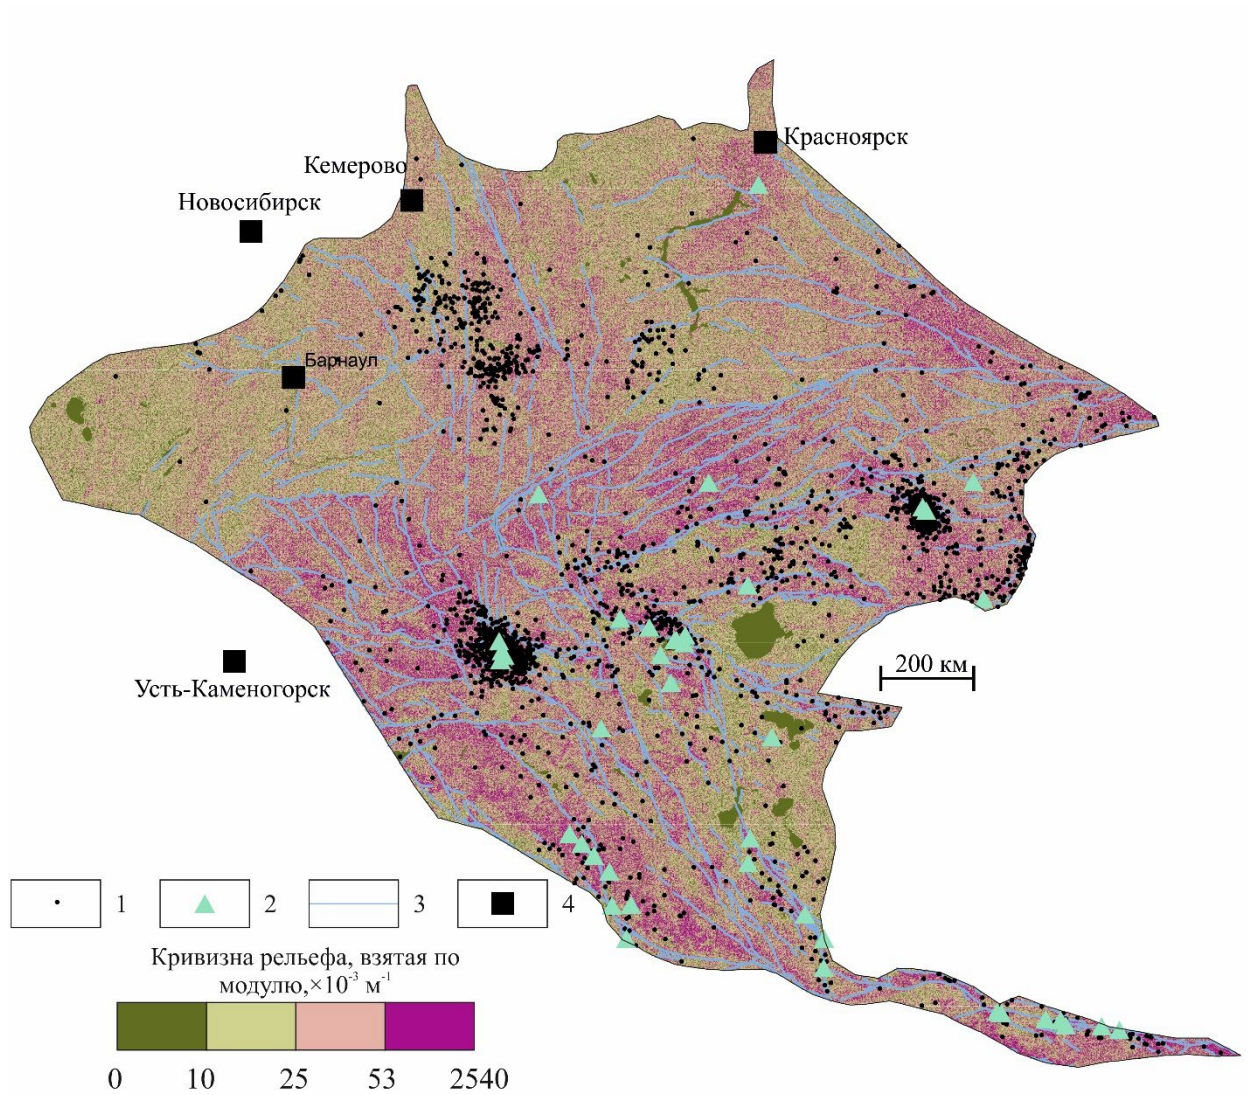 Красноярск
Кемерово
Новосибирск
Барнаул
200 км
Усть-Каменогорск
1 2 3 4
Кривизна рельефа, взятая по
модулю,×10⁻³ м⁻¹
0 10 25 53 2540